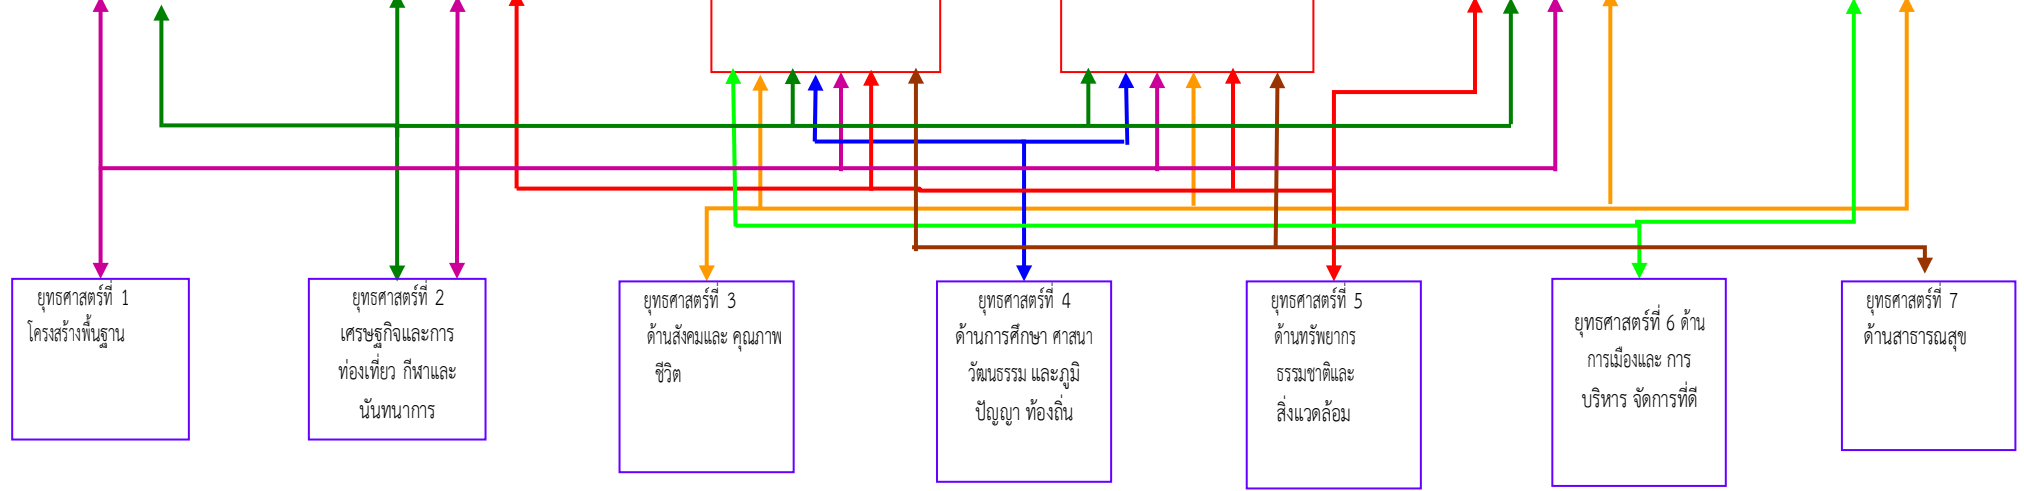 ยุทธศาสตร์ที่ 1
โครงสร้างพื้นฐาน
ยุทธศาสตร์ที่ 2
เศรษฐกิจและการ
ท่องเที่ยว กีฬาและ
นันทนาการ
ยุทธศาสตร์ที่ 3
ด้านสังคมและ คุณภาพ
ชีวิต
ยุทธศาสตร์ที่ 4
ด้านการศึกษา ศาสนา
วัฒนธรรม และภูมิ
ปัญญา ท้องถิ่น
ยุทธศาสตร์ที่ 5
ด้านทรัพยากร
ธรรมชาติและ
สิ่งแวดล้อม
ยุทธศาสตร์ที่ 6 ด้าน
การเมืองและ การ
บริหาร จัดการที่ดี
ยุทธศาสตร์ที่ 7
ด้านสาธารณสุข